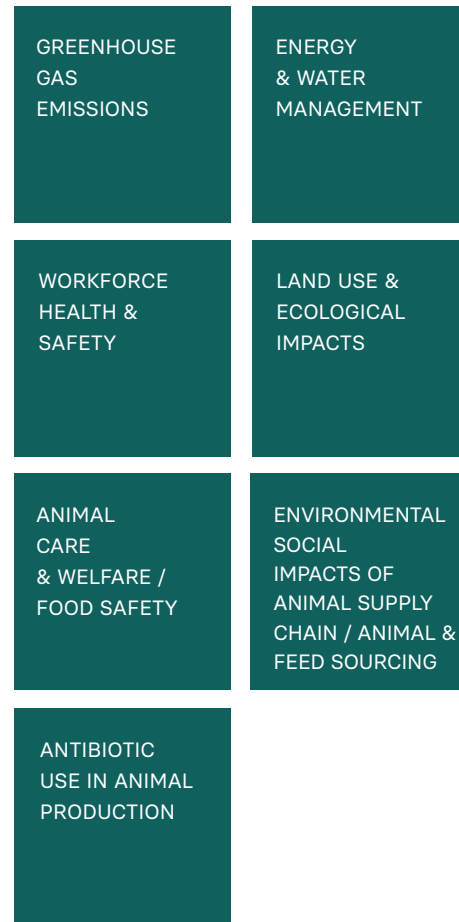 GREENHOUSE
GAS
EMISSIONS
ENERGY
& WATER
MANAGEMENT
WORKFORCE
HEALTH &
SAFETY
LAND USE &
ECOLOGICAL
IMPACTS
ANIMAL
CARE
& WELFARE /
FOOD SAFETY
ENVIRONMENTAL
SOCIAL
IMPACTS OF
ANIMAL SUPPLY
CHAIN / ANIMAL &
FEED SOURCING
ANTIBIOTIC
USE IN ANIMAL
PRODUCTION